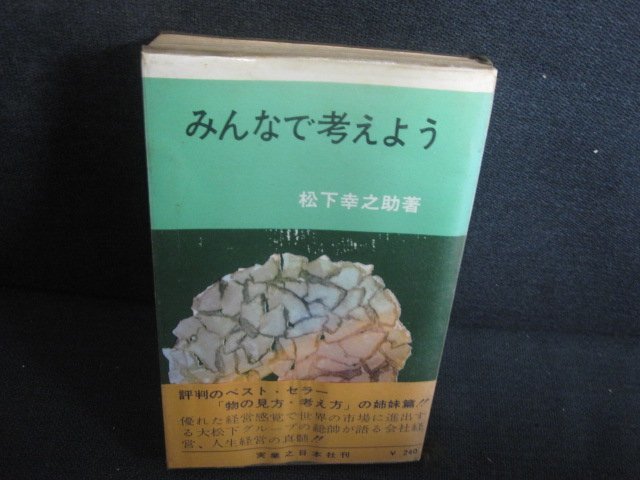 みんなで考えよう
松下幸之助著
評判のベスト・セラー
「物の見方・考え方」の姉妹篇!!
優れた経営感覚で世界の市場に進出す
る大松下グループの総帥が語る会社経
営、人生経営の真髄!!
実業之日本社刊
¥ 240